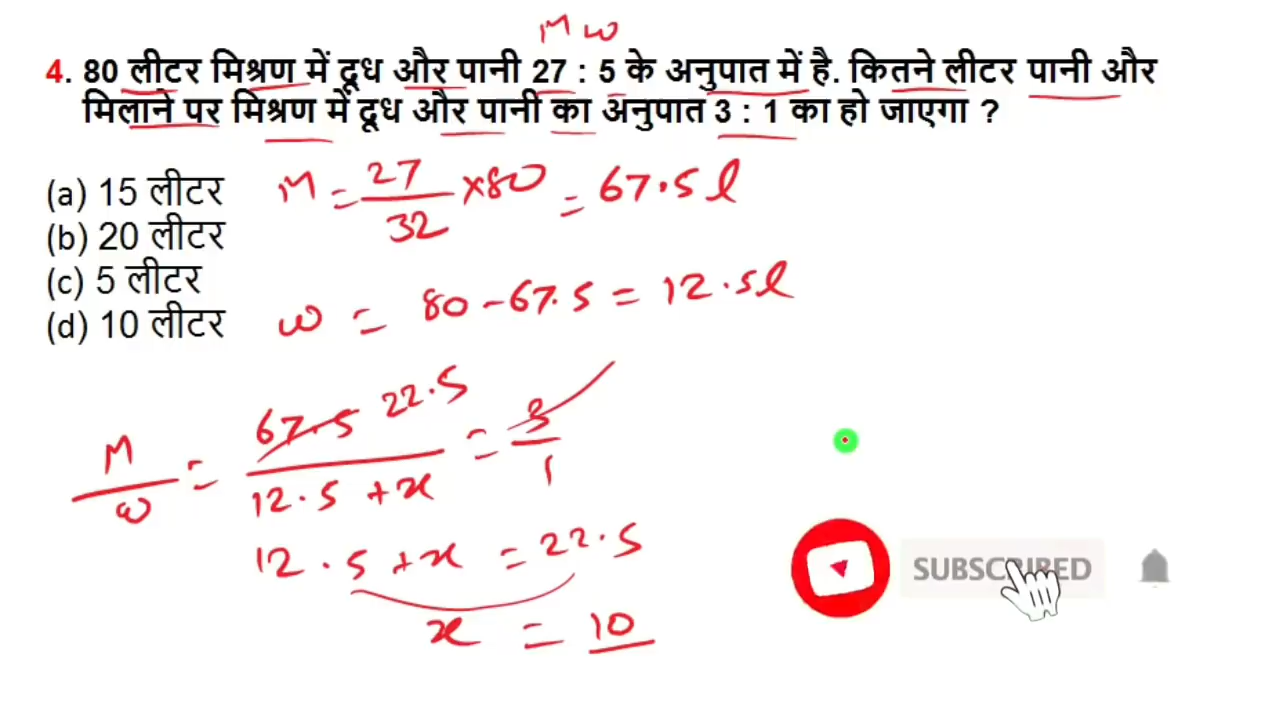 M W
4. 80 लीटर मिश्रण में दूध और पानी 27 : 5 के अनुपात में है. कितने लीटर पानी और
मिलाने पर मिश्रण में दूध और पानी का अनुपात 3 : 1 का हो जाएगा ?
(a) 15 लीटर
(b) 20 लीटर
(c) 5 लीटर
(d) 10 लीटर
M = 27/32 × 80 = 67.5 l
W = 80 - 67.5 = 12.5 l
M/W = 67.5 22.5 / 12.5 + x = 3/1
12.5 + x = 22.5
x = 10
SUBSCRIBED